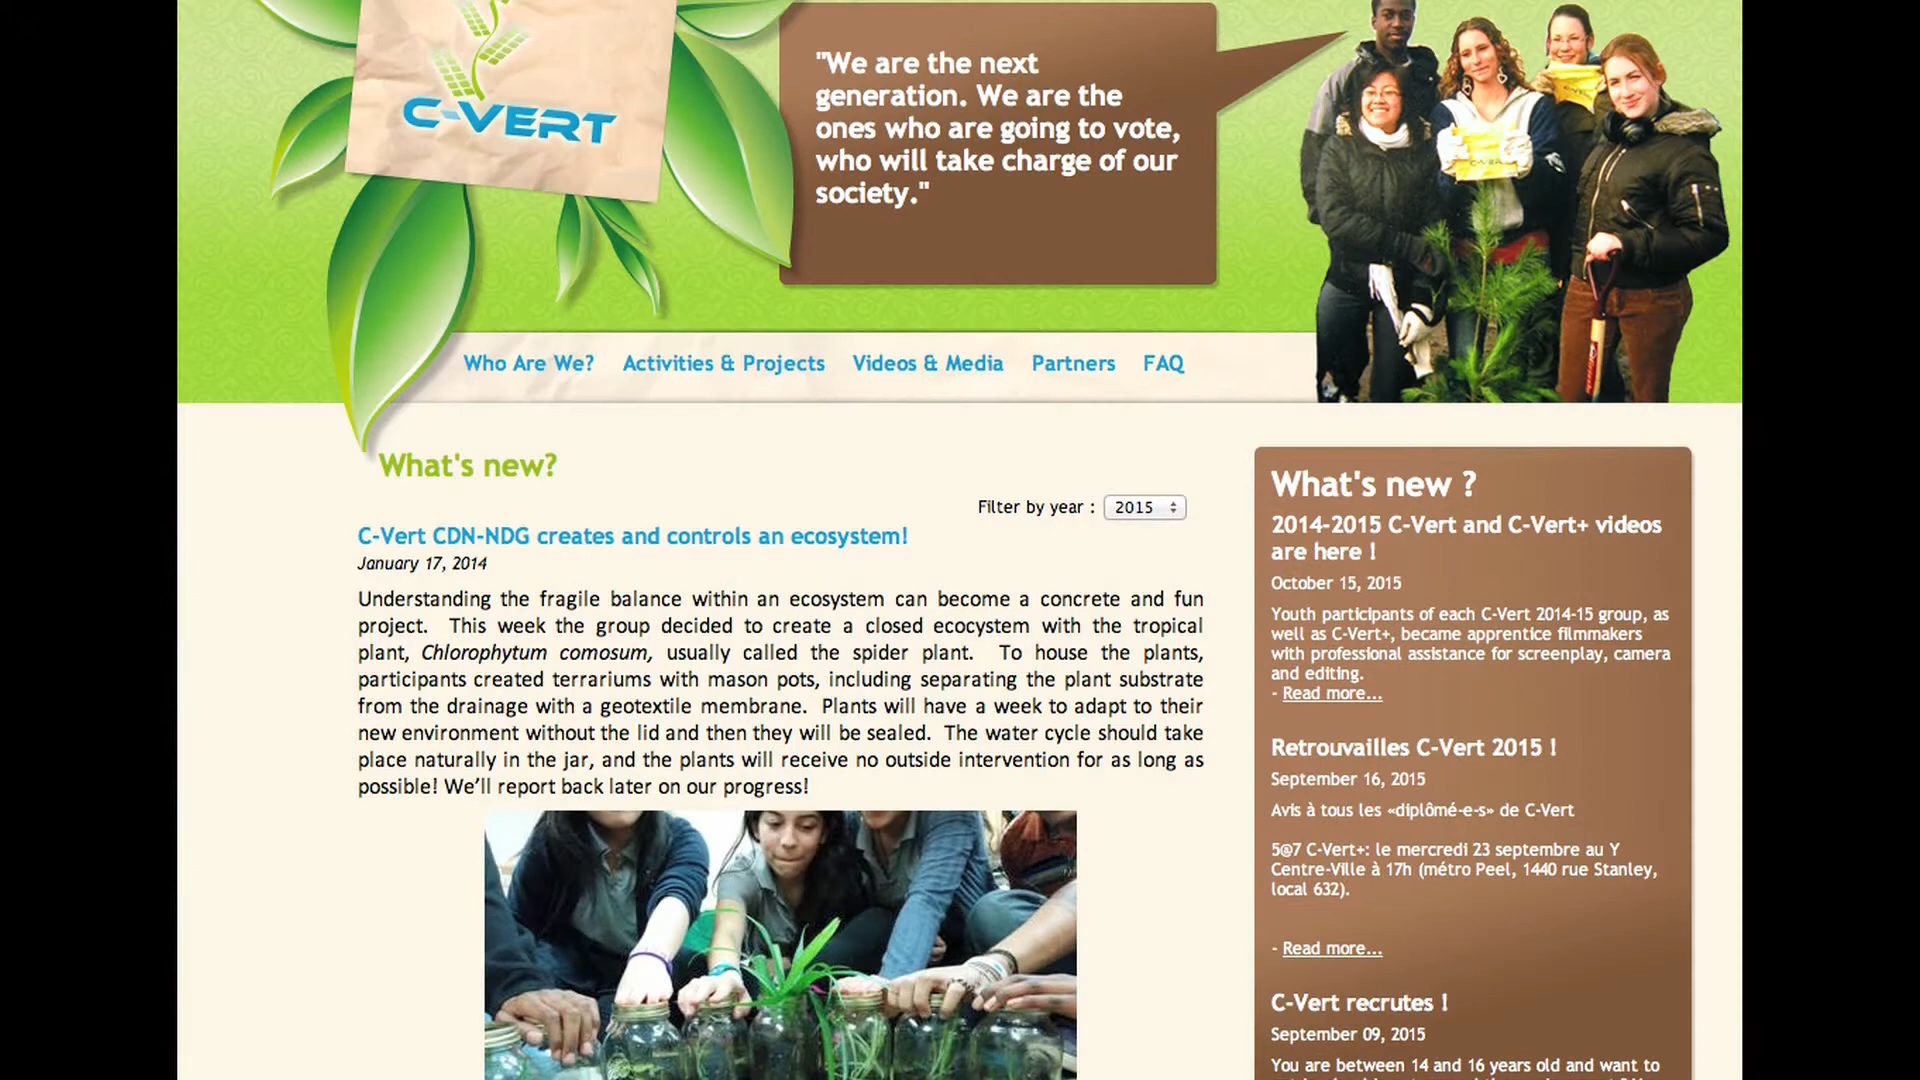 C-VERT
"We are the next
generation. We are the
ones who are going to vote,
who will take charge of our
society."
Who Are We? Activities & Projects Videos & Media Partners FAQ
What's new?
Filter by year : 2015
C-Vert CDN-NDG creates and controls an ecosystem!
January 17, 2014
Understanding the fragile balance within an ecosystem can become a concrete and fun
project. This week the group decided to create a closed ecocystem with the tropical
plant, Chlorophytum comosum, usually called the spider plant. To house the plants,
participants created terrariums with mason pots, including separating the plant substrate
from the drainage with a geotextile membrane. Plants will have a week to adapt to their
new environment without the lid and then they will be sealed. The water cycle should take
place naturally in the jar, and the plants will receive no outside intervention for as long as
possible! We’ll report back later on our progress!
What's new ?
2014-2015 C-Vert and C-Vert+ videos
are here !
October 15, 2015
Youth participants of each C-Vert 2014-15 group, as
well as C-Vert+, became apprentice filmmakers
with professional assistance for screenplay, camera
and editing.
- Read more...
Retrouvailles C-Vert 2015 !
September 16, 2015
Avis à tous les «diplômé-e-s» de C-Vert
5@7 C-Vert+: le mercredi 23 septembre au Y
Centre-Ville à 17h (métro Peel, 1440 rue Stanley,
local 632).
- Read more...
C-Vert recrutes !
September 09, 2015
You are between 14 and 16 years old and want to